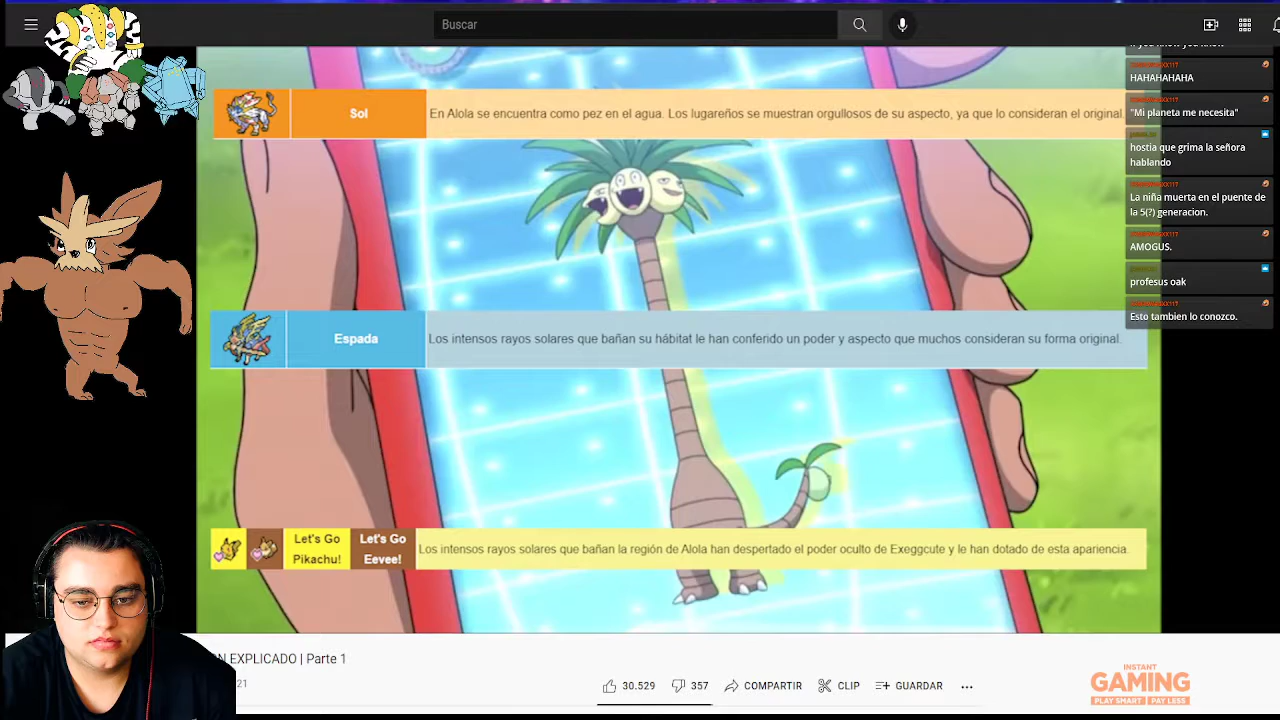 Buscar
Sol
En Alola se encuentra como pez en el agua. Los lugareños se muestran orgullosos de su aspecto, ya que lo consideran el original.
Espada
Los intensos rayos solares que bañan su hábitat le han conferido un poder y aspecto que muchos consideran su forma original.
Let's Go
Pikachu!
Let's Go
Eevee!
Los intensos rayos solares que bañan la región de Alola han despertado el poder oculto de Exeggcute y le han dotado de esta apariencia.
HAHAHAHAHA
"Mi planeta me necesita"
hostia que grima la señora
hablando
La niña muerta en el puente de
la 5(?) generacion.
AMOGUS.
profesus oak
Esto tambien lo conozco.
N EXPLICADO | Parte 1
21
30.529
357
COMPARTIR
CLIP
GUARDAR
INSTANT
GAMING
PLAY SMART PAY LESS